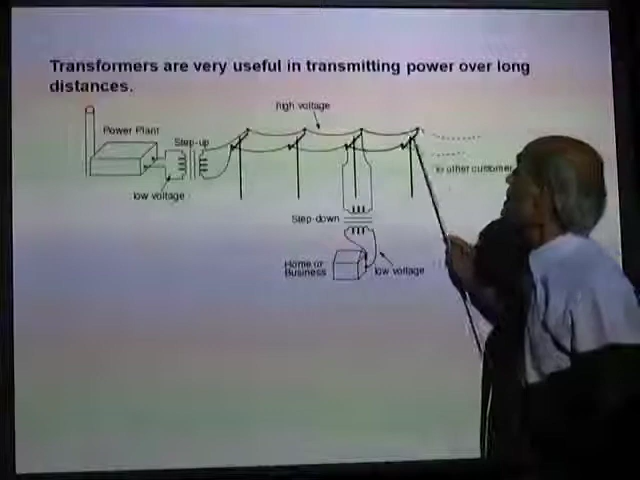 Transformers are very useful in transmitting power over long
distances.
high voltage
Power Plant
Step-up
to other customer
low voltage
Step-down
Home or
Business
low voltage